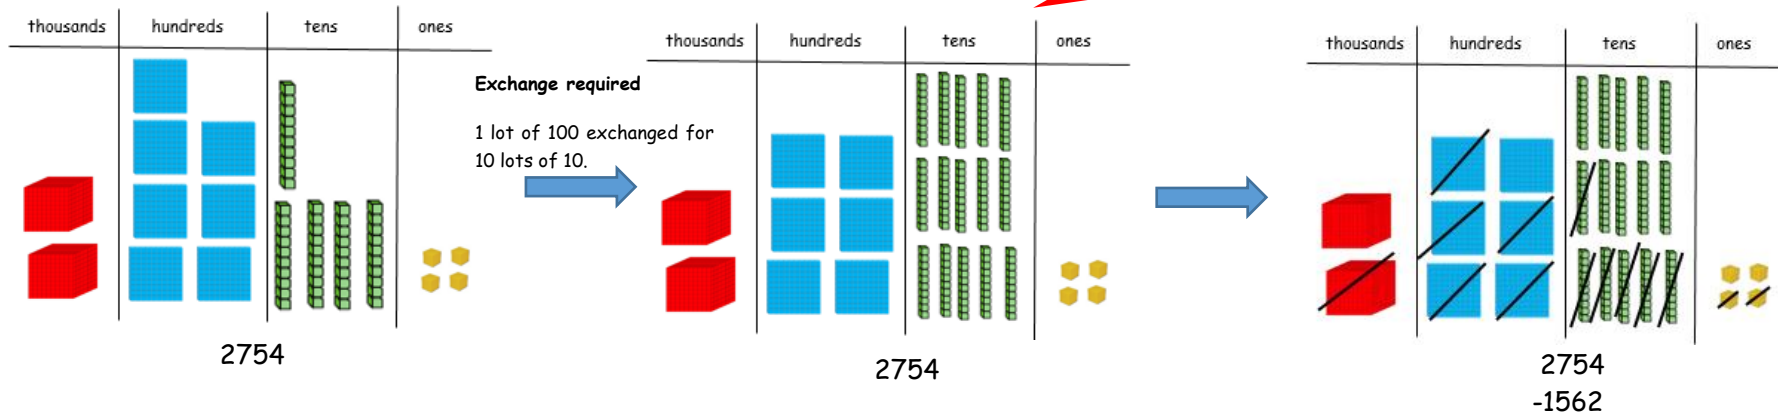 thousands hundreds tens ones
2754
Exchange required
1 lot of 100 exchanged for
10 lots of 10.
thousands hundreds tens ones
2754
thousands hundreds tens ones
2754
-1562